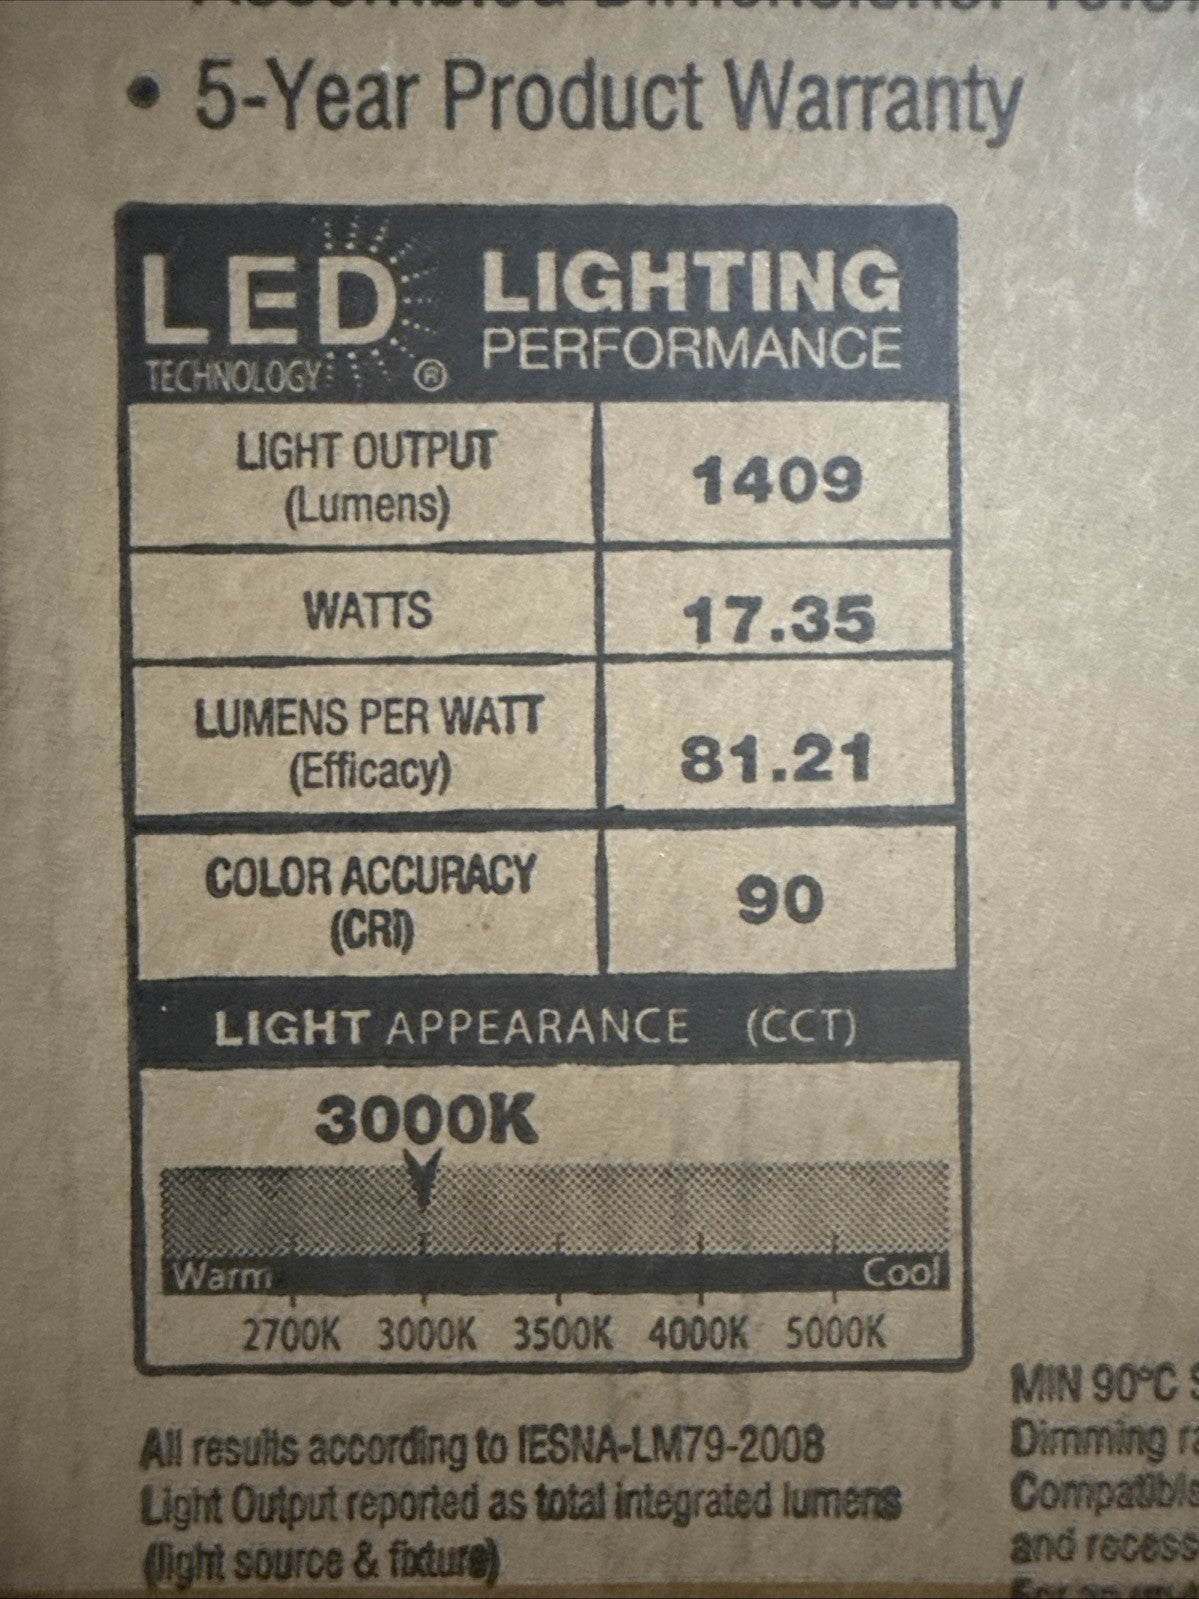 Assembled Dimensions:
• 5-Year Product Warranty
LED
TECHNOLOGY ®
LIGHTING
PERFORMANCE
LIGHT OUTPUT
(Lumens)
1409
WATTS
17.35
LUMENS PER WATT
(Efficacy)
81.21
COLOR ACCURACY
(CRI)
90
LIGHT APPEARANCE (CCT)
3000K
Warm Cool
2700K 3000K 3500K 4000K 5000K
All results according to IESNA-LM79-2008
Light Output reported as total integrated lumens
(light source & fixture)
MIN 90°C
Dimming
Compatible
and